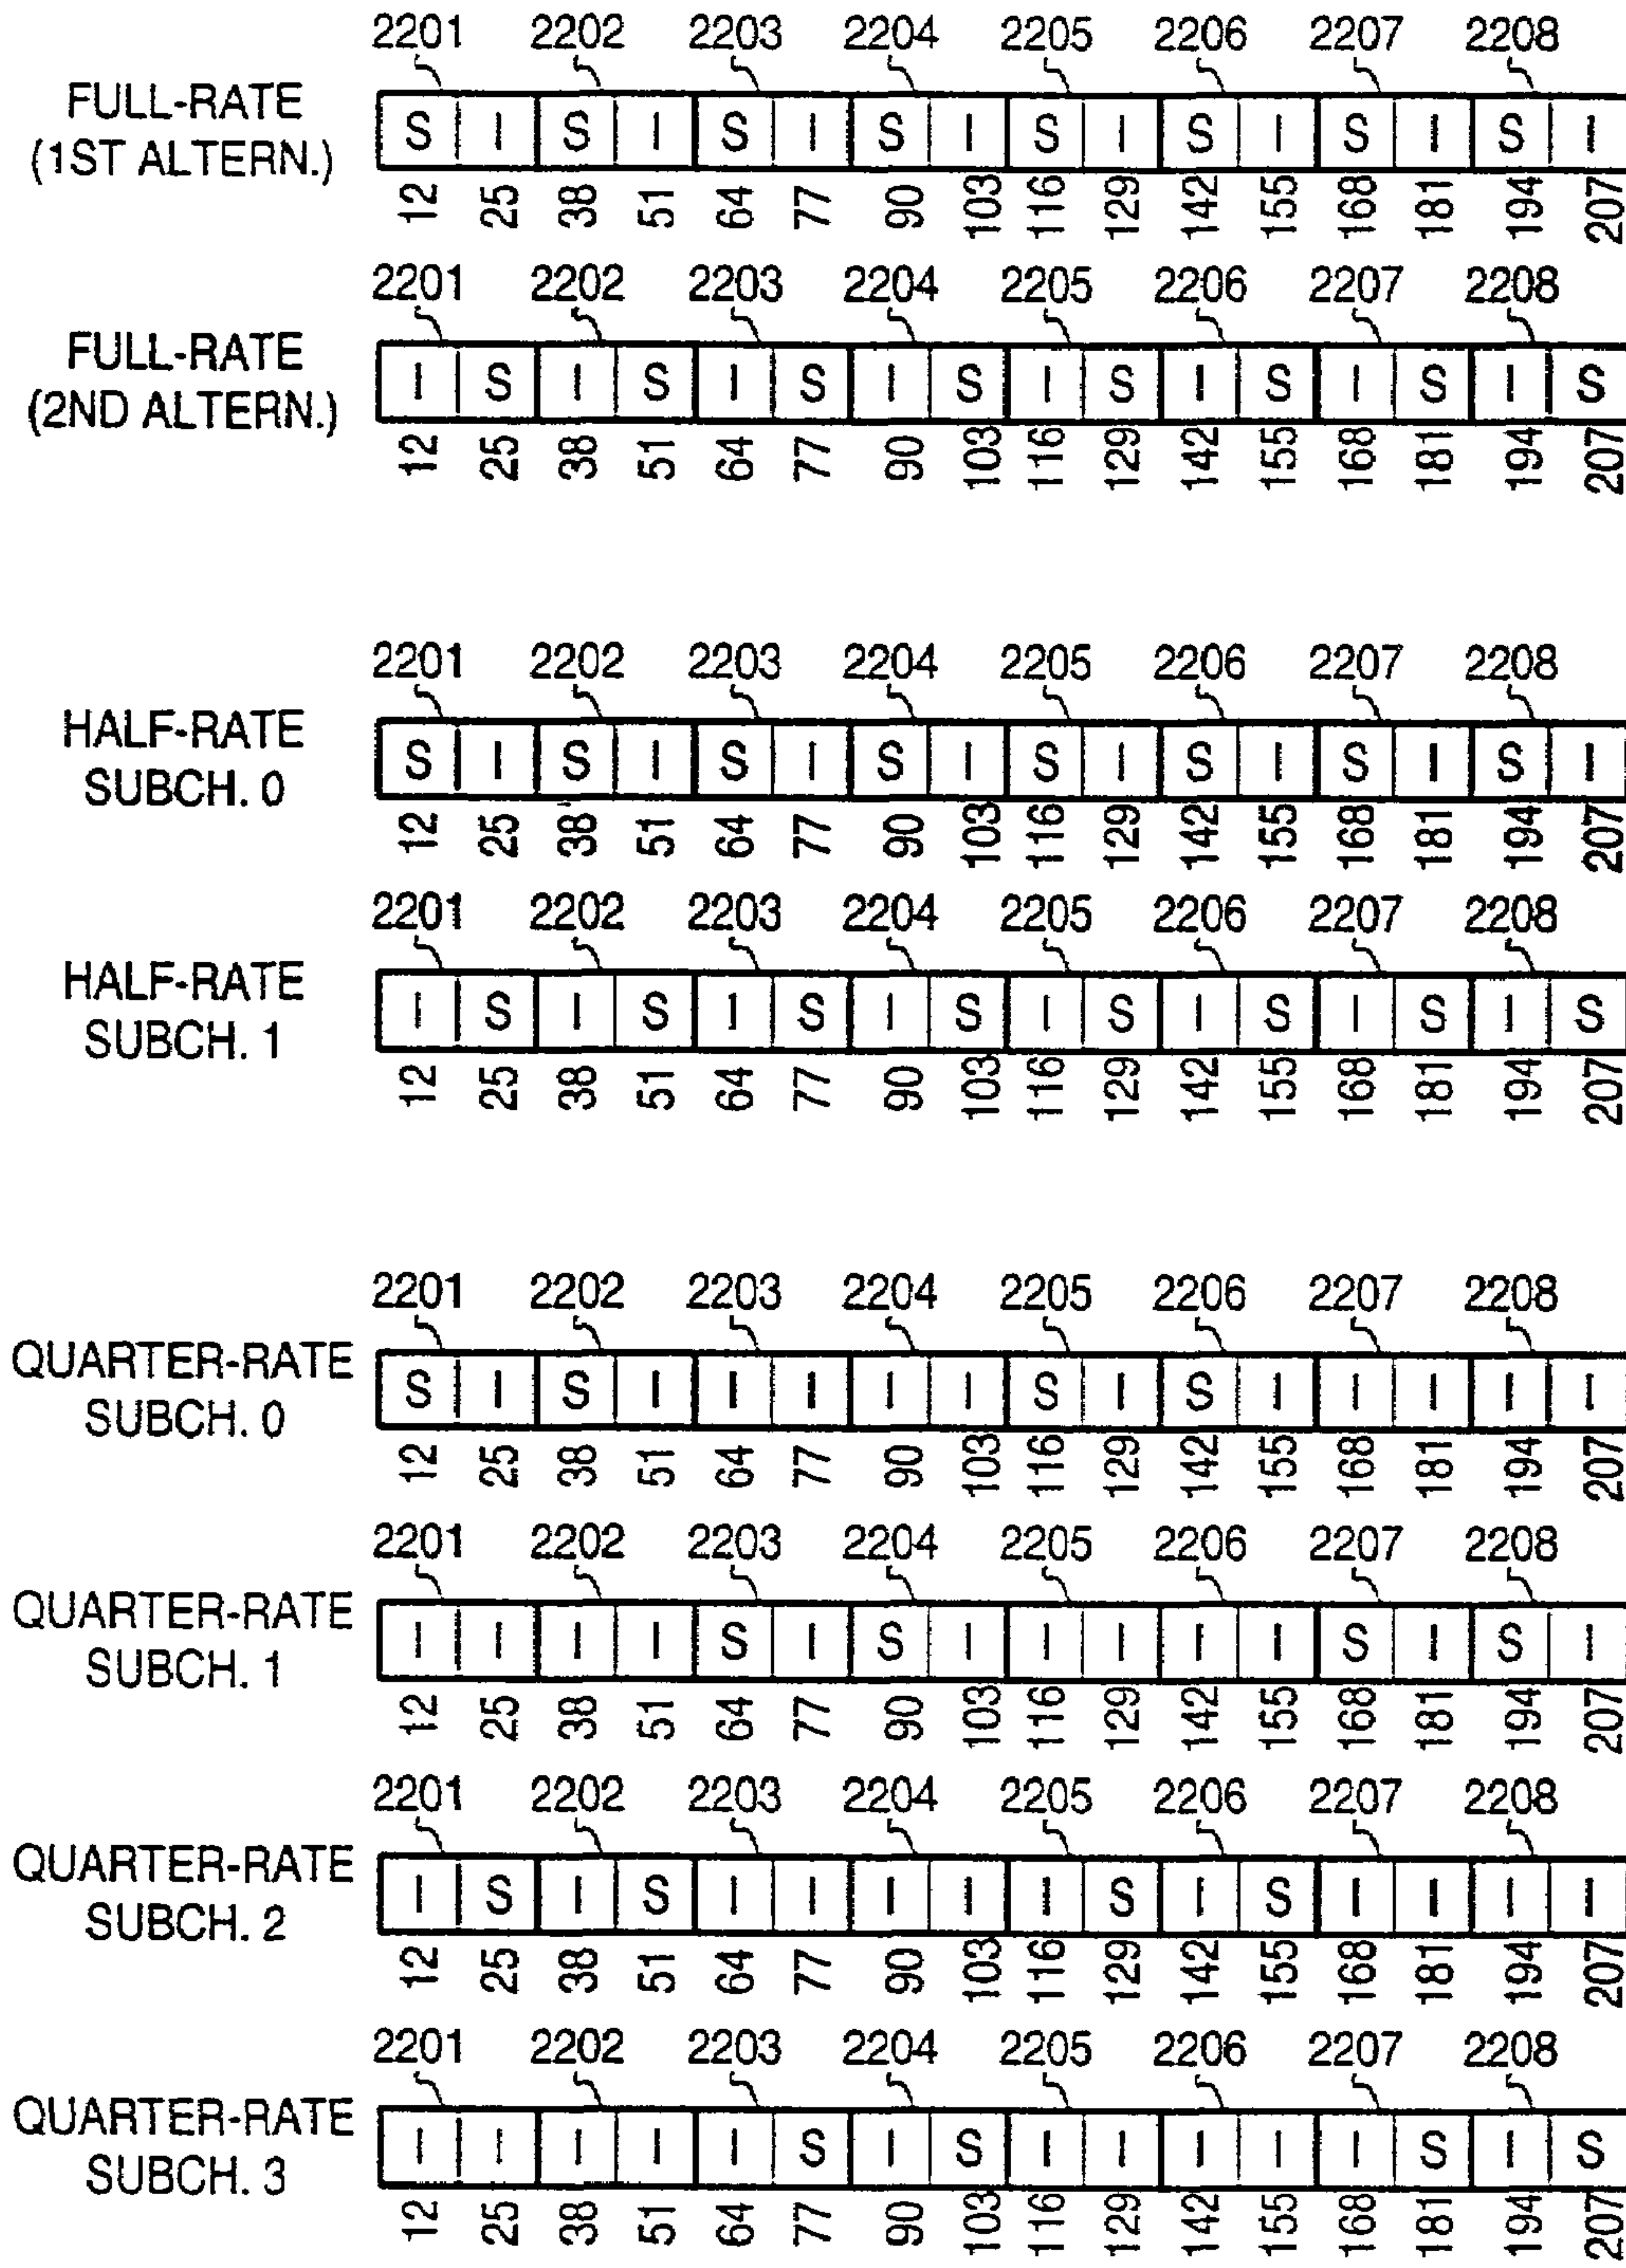 2201 2202 2203 2204 2205 2206 2207 2208
FULL-RATE
(1ST ALTERN.)
S I S I S I S I S I S I S I S I
12 25 38 51 64 77 90 103 116 129 142 155 168 181 194 207
2201 2202 2203 2204 2205 2206 2207 2208
FULL-RATE
(2ND ALTERN.)
I S I S I S I S I S I S I S I S
12 25 38 51 64 77 90 103 116 129 142 155 168 181 194 207
2201 2202 2203 2204 2205 2206 2207 2208
HALF-RATE
SUBCH. 0
S I S I S I S I S I S I S I S I
12 25 38 51 64 77 90 103 116 129 142 155 168 181 194 207
2201 2202 2203 2204 2205 2206 2207 2208
HALF-RATE
SUBCH. 1
I S I S I S I S I S I S I S I S
12 25 38 51 64 77 90 103 116 129 142 155 168 181 194 207
2201 2202 2203 2204 2205 2206 2207 2208
QUARTER-RATE
SUBCH. 0
S I S I I I I I S I S I I I I I
12 25 38 51 64 77 90 103 116 129 142 155 168 181 194 207
2201 2202 2203 2204 2205 2206 2207 2208
QUARTER-RATE
SUBCH. 1
I I I I S I S I I I I I S I S I
12 25 38 51 64 77 90 103 116 129 142 155 168 181 194 207
2201 2202 2203 2204 2205 2206 2207 2208
QUARTER-RATE
SUBCH. 2
I S I S I I I I I S I S I I I I
12 25 38 51 64 77 90 103 116 129 142 155 168 181 194 207
2201 2202 2203 2204 2205 2206 2207 2208
QUARTER-RATE
SUBCH. 3
I I I I I S I S I I I I I S I S
12 25 38 51 64 77 90 103 116 129 142 155 168 181 194 207